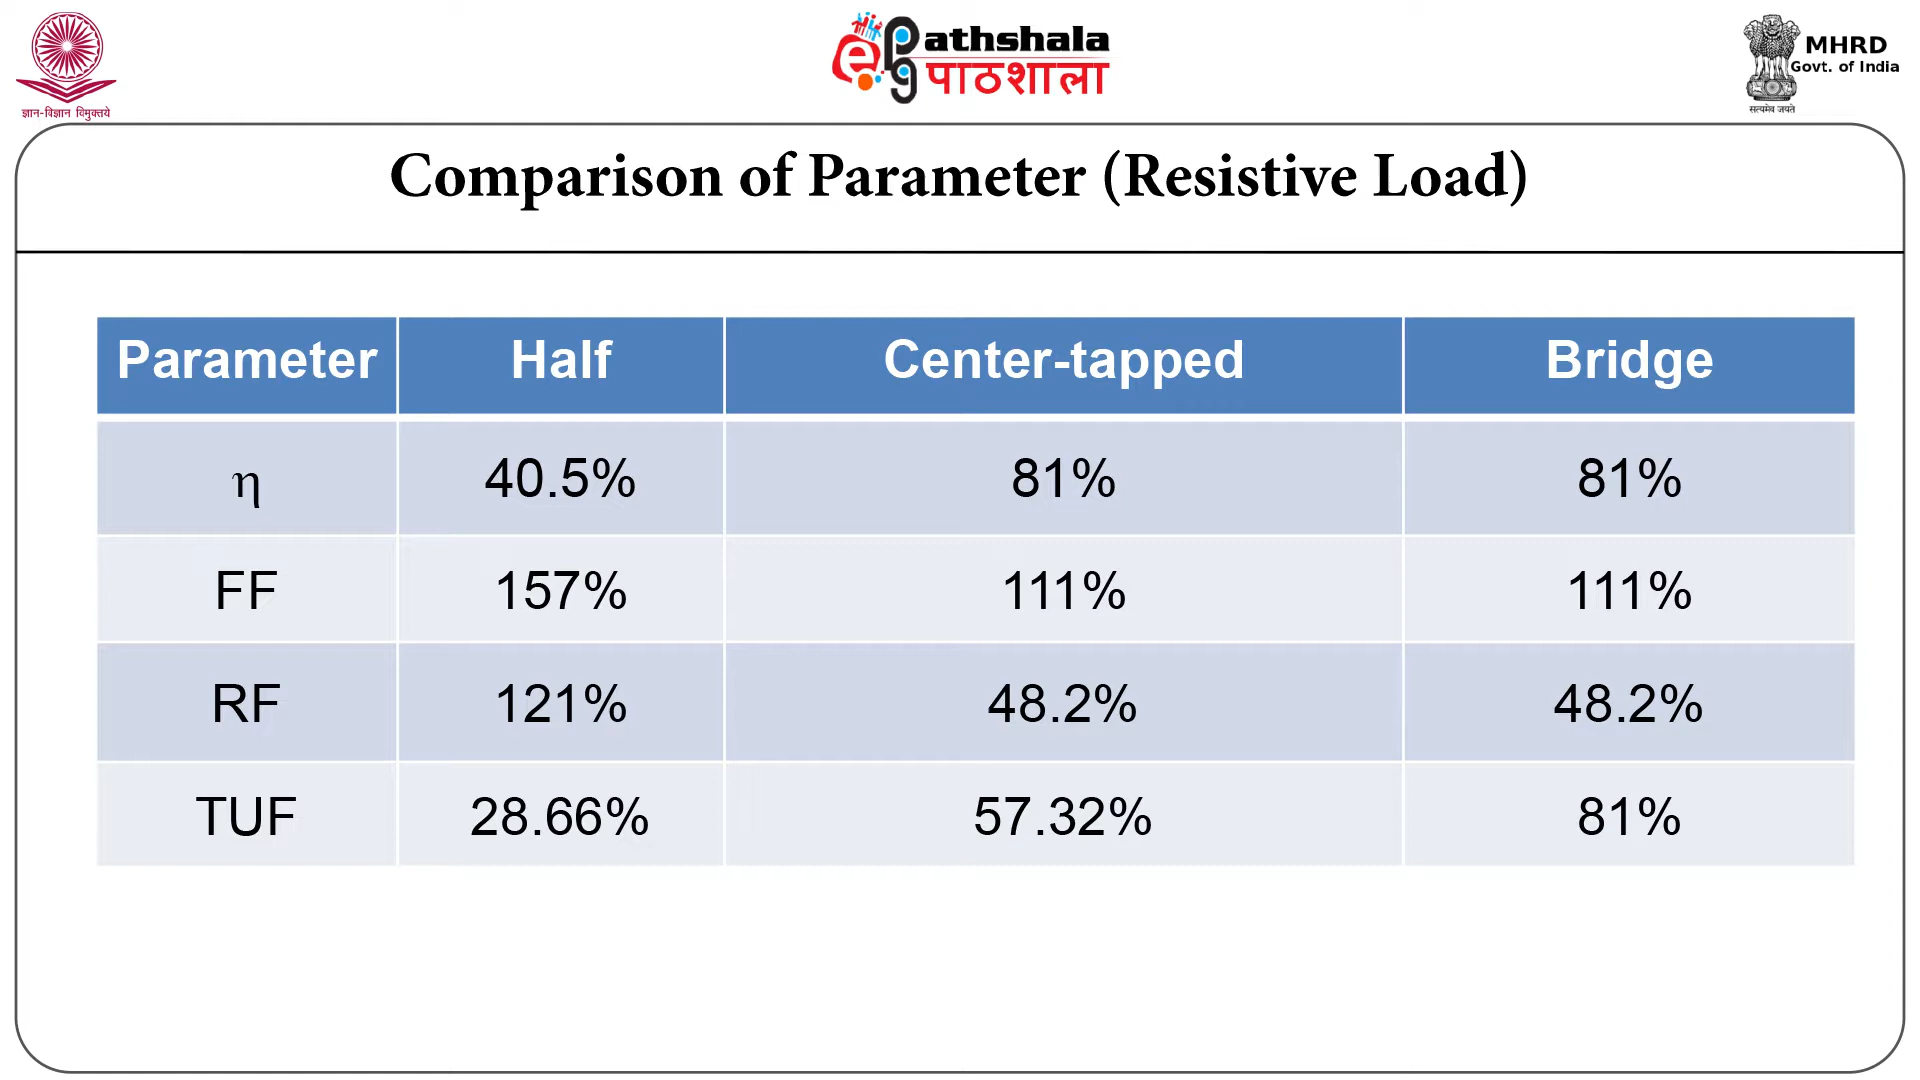 ज्ञान-विज्ञान विमुक्तये
ePathshala
पाठशाला
pg
MHRD
Govt. of India
सत्यमेव जयते
Comparison of Parameter (Resistive Load)
Parameter Half Center-tapped Bridge
η 40.5% 81% 81%
FF 157% 111% 111%
RF 121% 48.2% 48.2%
TUF 28.66% 57.32% 81%